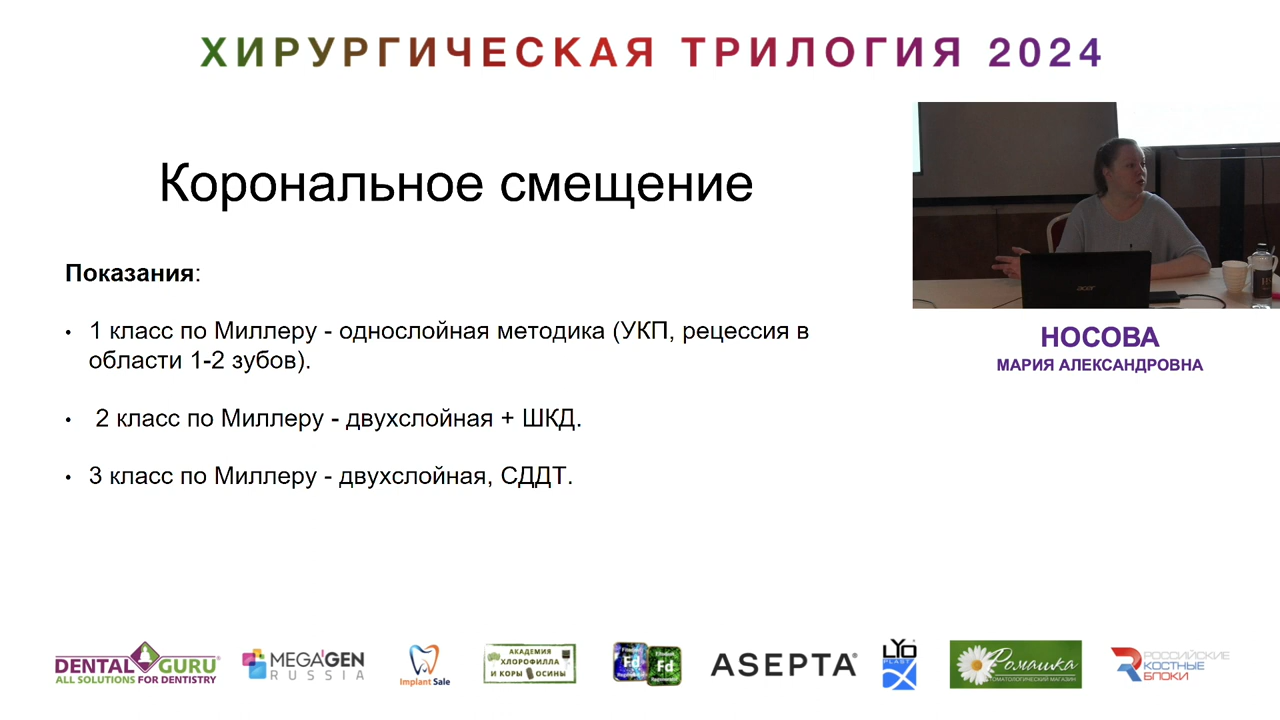 ХИРУРГИЧЕСКАЯ ТРИЛОГИЯ 2024
Корональное смещение
Показания:
• 1 класс по Миллеру - однослойная методика (УКП, рецессия в
области 1-2 зубов).
• 2 класс по Миллеру - двухслойная + ШКД.
• 3 класс по Миллеру - двухслойная, СДДТ.
acer
НОСОВА
МАРИЯ АЛЕКСАНДРОВНА
DENTAL GURU
ALL SOLUTIONS FOR DENTISTRY
MEGA'GEN
RUSSIA
Implant Sale
АКАДЕМИЯ
ХЛОРОФИЛЛА
И КОРЫ ОСИНЫ
Fd
Fd
ASEPTA®
LYO
PLAST
Ромашка
СТОМАТОЛОГИЧЕСКИЙ МАГАЗИН
РОССИЙСКИЕ
КОСТНЫЕ
БЛОКИ